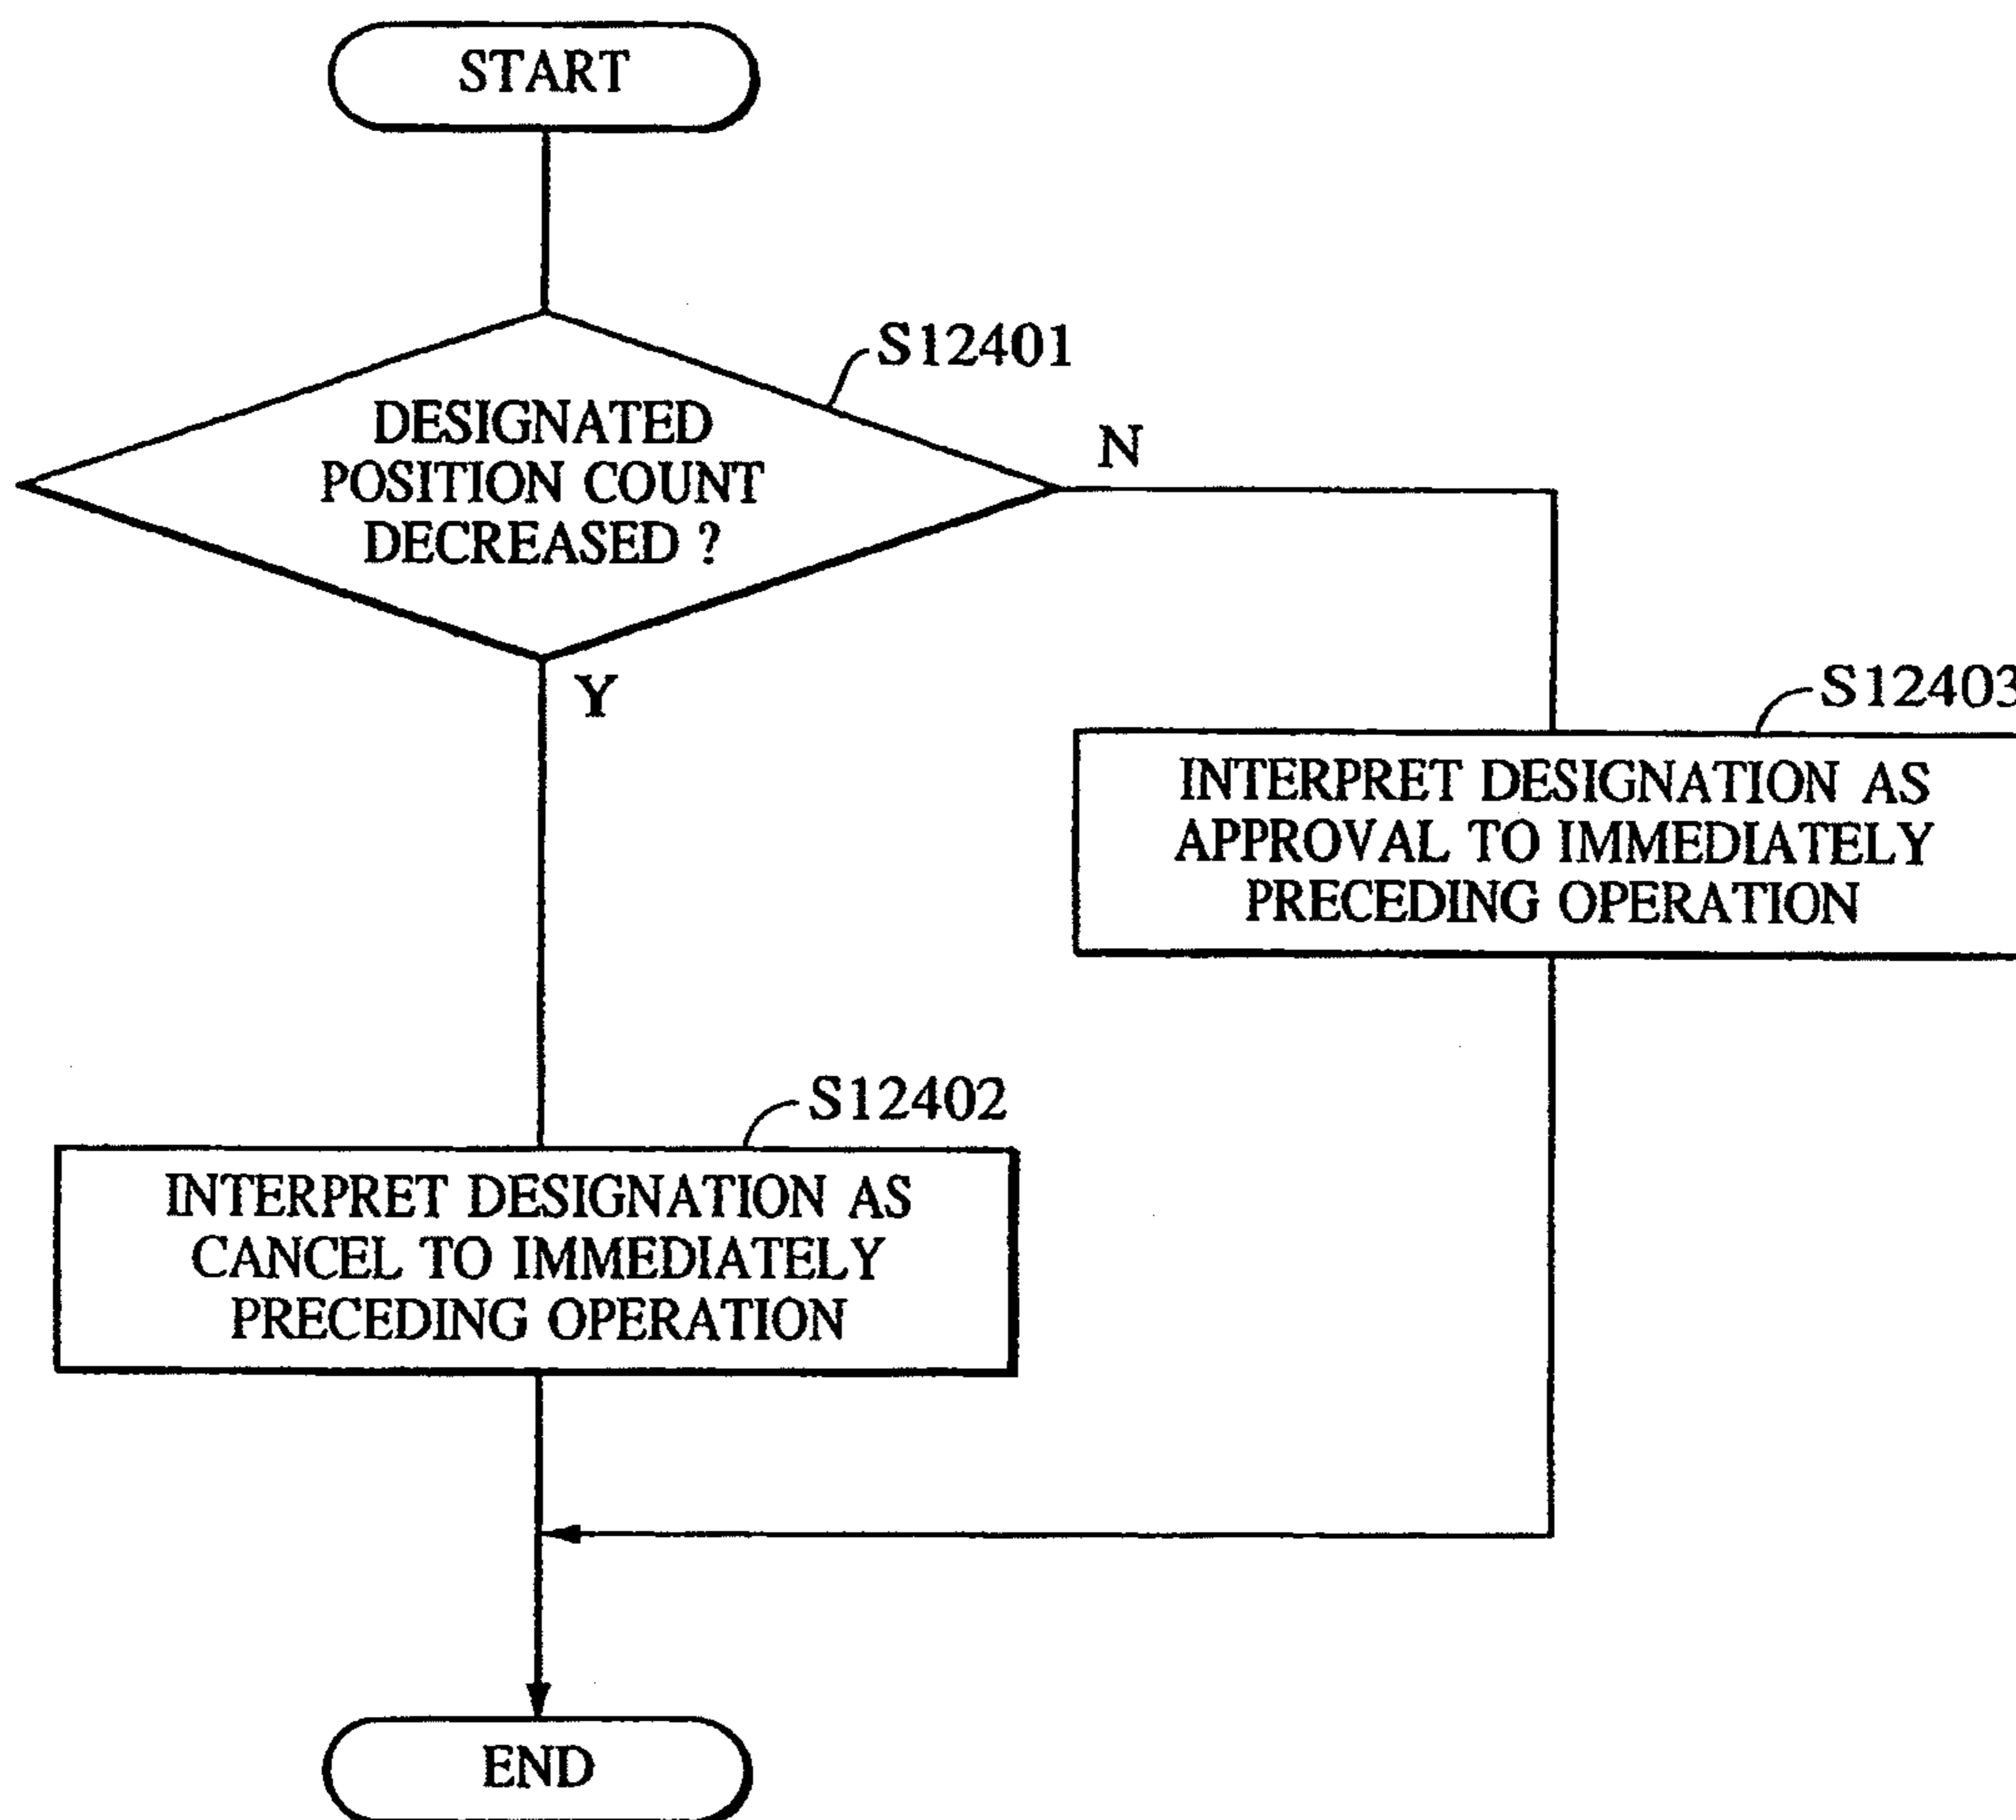 START
S12401
DESIGNATED
POSITION COUNT
DECREASED ?
N
Y
S12403
INTERPRET DESIGNATION AS
APPROVAL TO IMMEDIATELY
PRECEDING OPERATION
S12402
INTERPRET DESIGNATION AS
CANCEL TO IMMEDIATELY
PRECEDING OPERATION
END